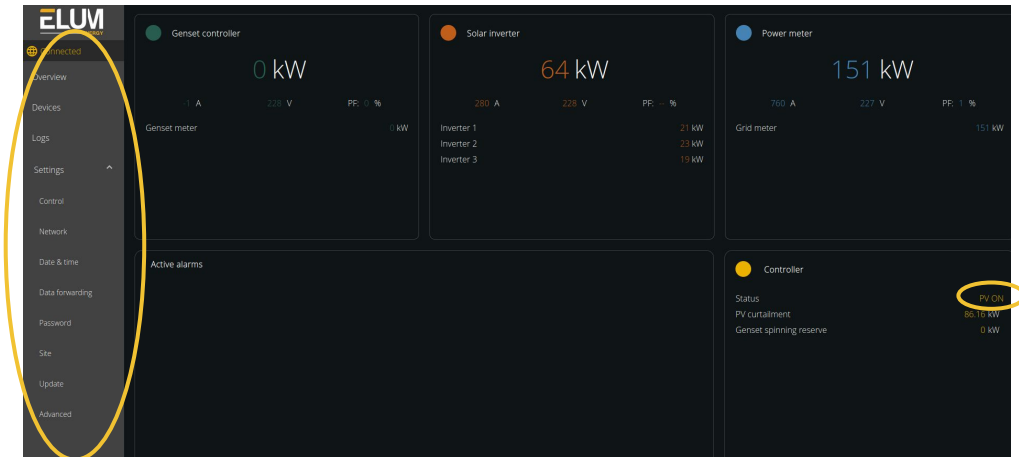 ELUM
ENERGY
Connected
Overview
Devices
Logs
Settings
Control
Network
Date & time
Data forwarding
Password
Site
Update
Advanced
Genset controller
0 kW
1 A 228 V PF: 0 %
Genset meter 0 kW
Solar inverter
64 kW
280 A 228 V PF: -- %
Inverter 1 21 kW
Inverter 2 23 kW
Inverter 3 19 kW
Power meter
151 kW
760 A 227 V PF: 1 %
Grid meter 151 kW
Active alarms
Controller
Status PV ON
PV curtailment 86.16 kW
Genset spinning reserve 0 kW